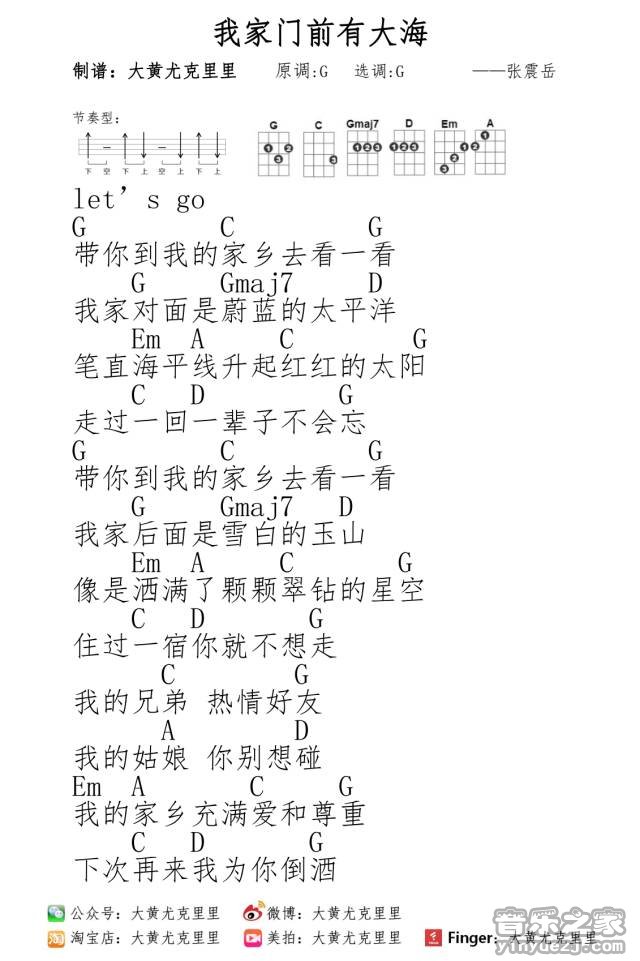 我家门前有大海
制谱：大黄尤克里里 原调:G 选调:G ——张震岳
节奏型：
G C Gmaj7 D Em A
下 空 下 上 空 上 下 上
let's go
G C G
带你到我的家乡去看一看
G Gmaj7 D
我家对面是蔚蓝的太平洋
Em A C G
笔直海平线升起红红的太阳
C D G
走过一回一辈子不会忘
G C G
带你到我的家乡去看一看
G Gmaj7 D
我家后面是雪白的玉山
Em A C G
像是洒满了颗颗翠钻的星空
C D G
住过一宿你就不想走
C G
我的兄弟 热情好友
A D
我的姑娘 你别想碰
Em A C G
我的家乡充满爱和尊重
C D G
下次再来我为你倒酒
公众号：大黄尤克里里 微博：大黄尤克里里
淘宝店：大黄尤克里里 美拍：大黄尤克里里 Finger：大黄尤克里里
音乐之家
yinyuezj.com